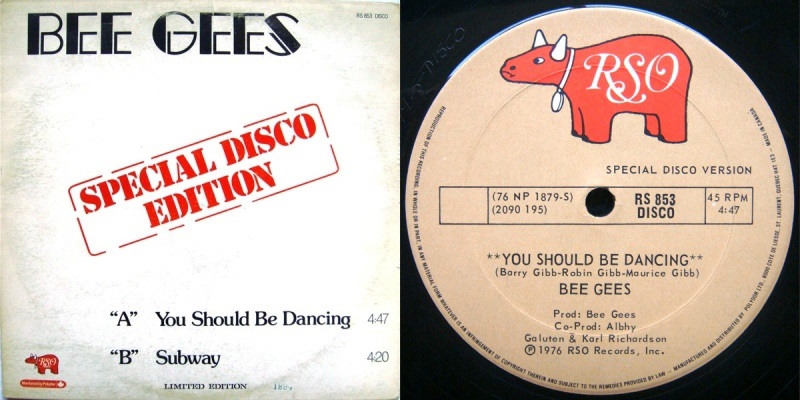 BEE GEES
RS 853 DISCO
SPECIAL DISCO
EDITION
"A" You Should Be Dancing 4:47
"B" Subway 4:20
RSO
LIMITED EDITION
RSO
SPECIAL DISCO VERSION
(76 NP 1879-S)
(2090 195)
RS 853
DISCO
45 RPM
4:47
**YOU SHOULD BE DANCING**
(Barry Gibb-Robin Gibb-Maurice Gibb)
BEE GEES
Prod: Bee Gees
Co-Prod: Albhy
Galuten & Karl Richardson
℗ 1976 RSO Records, Inc.